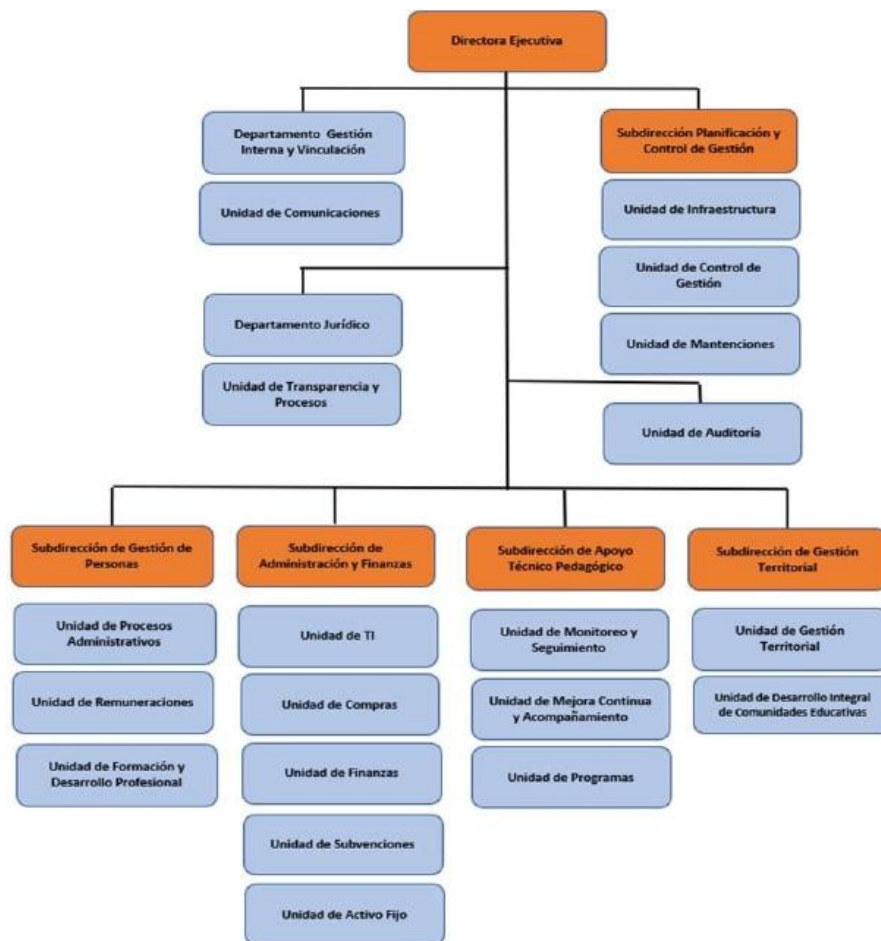 Directora Ejecutiva
Departamento Gestión
Interna y Vinculación
Unidad de Comunicaciones
Subdirección Planificación y
Control de Gestión
Unidad de Infraestructura
Unidad de Control de
Gestión
Unidad de Mantenciones
Departamento Jurídico
Unidad de Transparencia y
Procesos
Unidad de Auditoría
Subdirección de Gestión de
Personas
Unidad de Procesos
Administrativos
Unidad de Remuneraciones
Unidad de Formación y
Desarrollo Profesional
Subdirección de
Administración y Finanzas
Unidad de TI
Unidad de Compras
Unidad de Finanzas
Unidad de Subvenciones
Unidad de Activo Fijo
Subdirección de Apoyo
Técnico Pedagógico
Unidad de Monitoreo y
Seguimiento
Unidad de Mejora Continua
y Acompañamiento
Unidad de Programas
Subdirección de Gestión
Territorial
Unidad de Gestión
Territorial
Unidad de Desarrollo Integral
de Comunidades Educativas